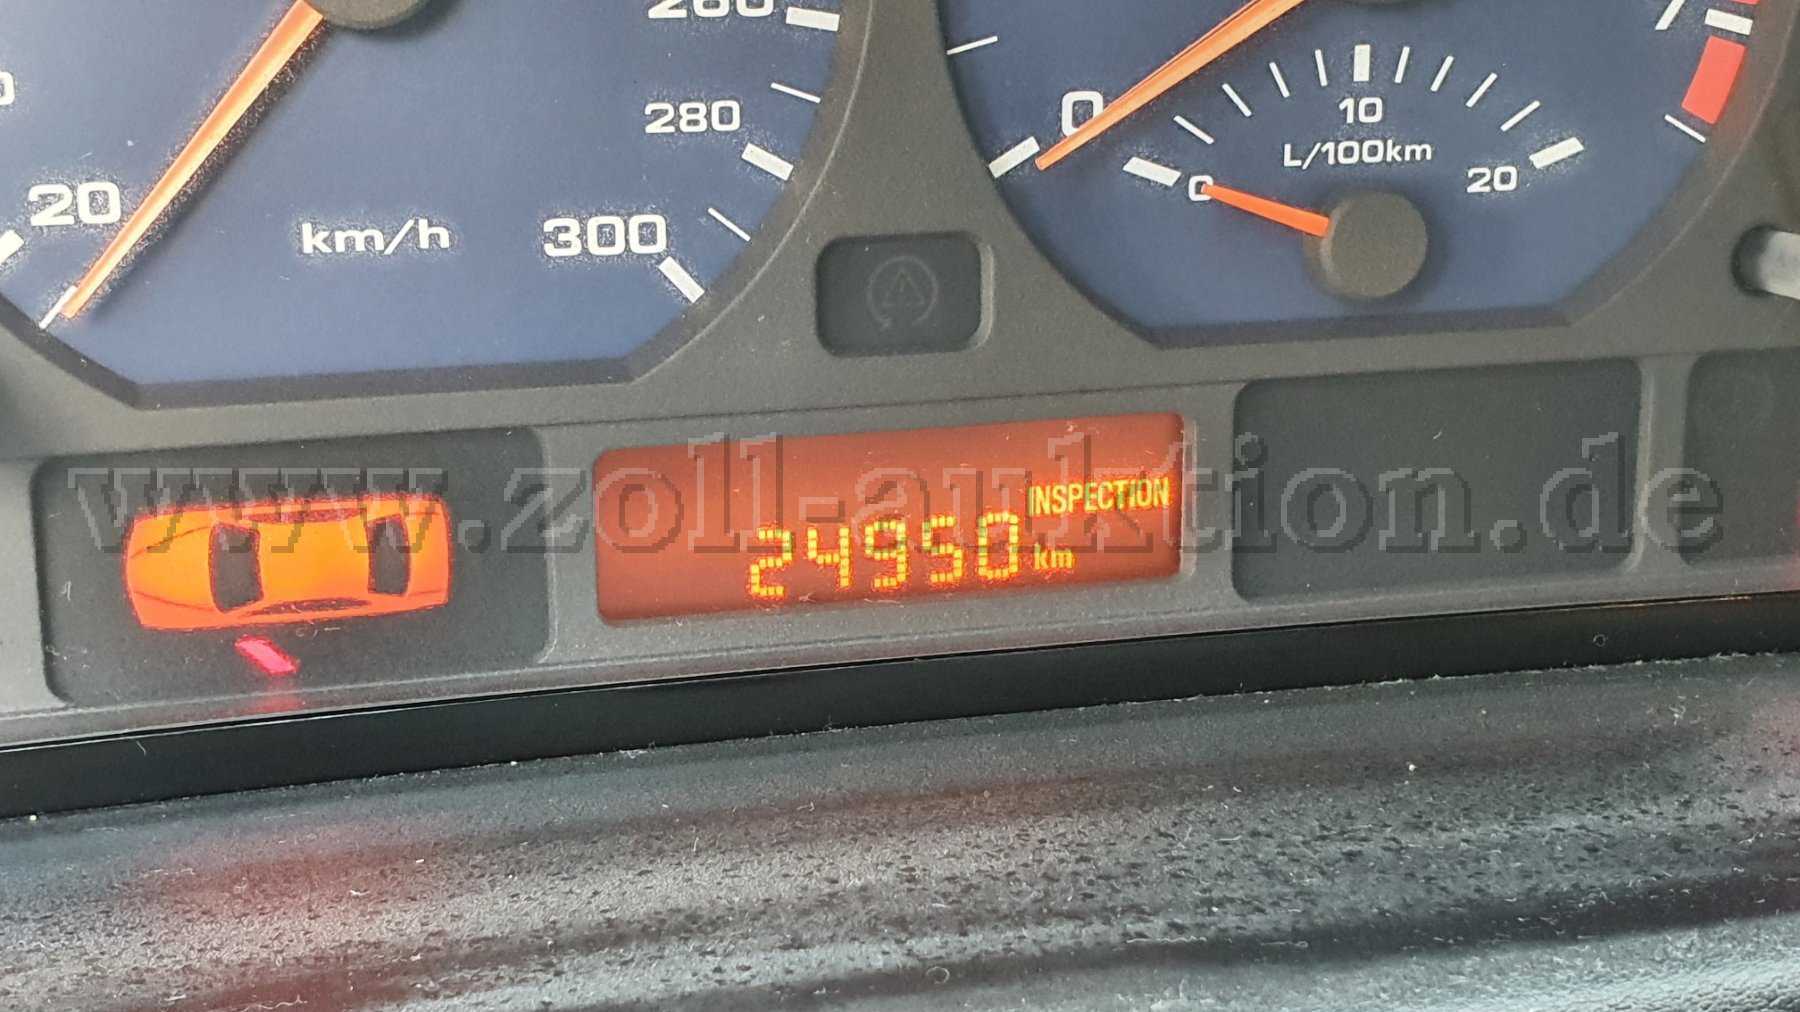 280
20
km/h
300
0
10
L/100km
0
20
www.zoll-auktion.de
INSPECTION
24950 km